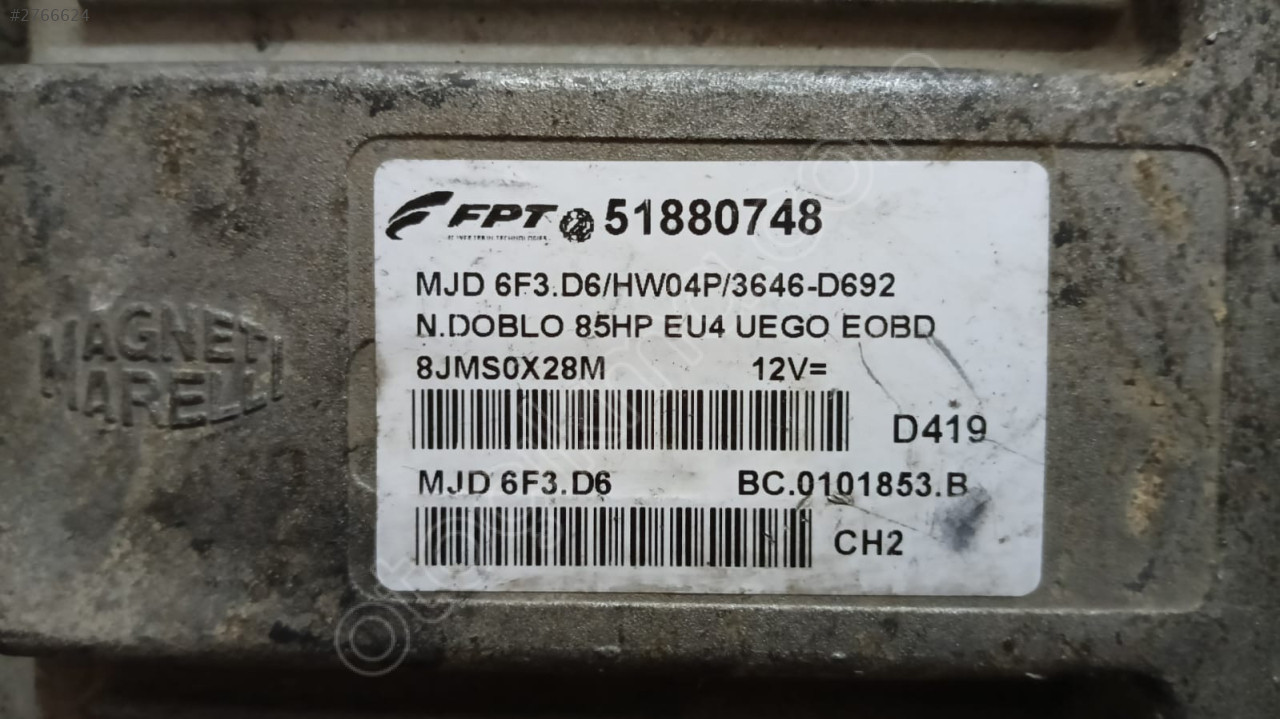 #2766624
FPT 51880748
MJD 6F3.D6/HW04P/3646-D692
N.DOBLO 85HP EU4 UEGO EOBD
8JMS0X28M 12V=
D419
MJD 6F3.D6 BC.0101853.B
CH2
MAGNETI
MARELLI